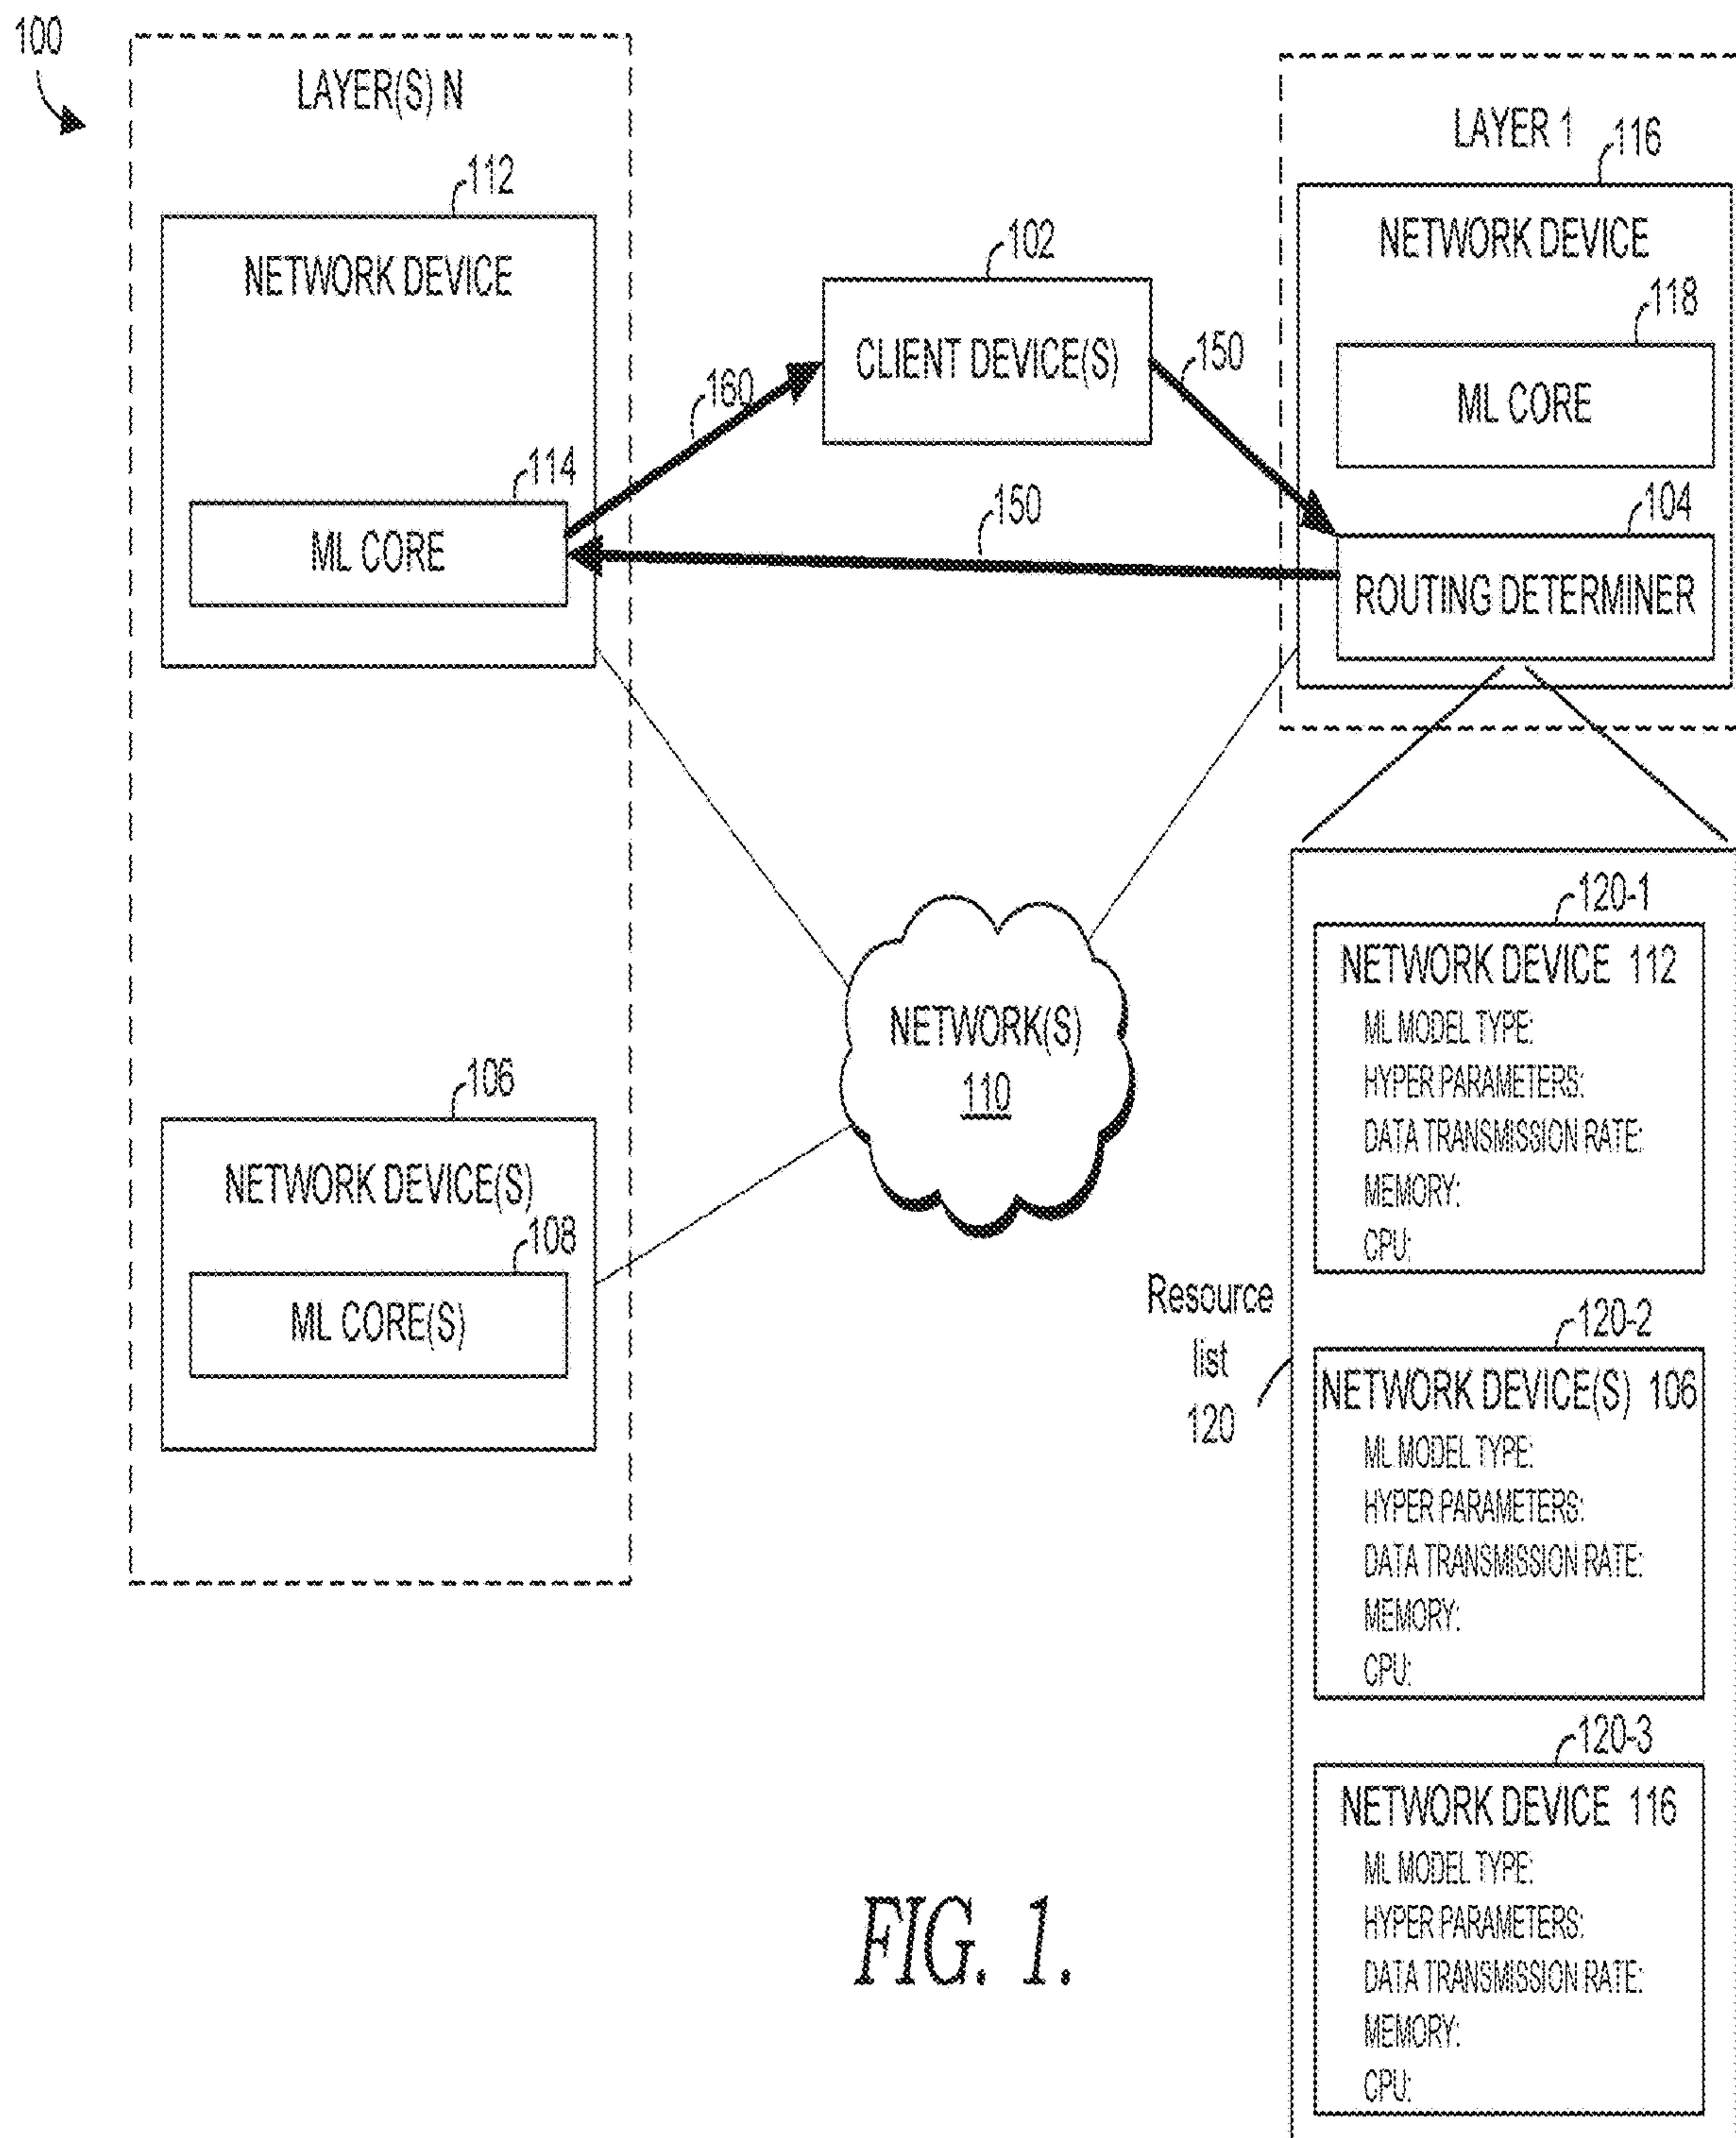 100
LAYER(S) N
112
NETWORK DEVICE
114
ML CORE
160
102
CLIENT DEVICE(S)
150
150
LAYER 1
116
NETWORK DEVICE
118
ML CORE
104
ROUTING DETERMINER
106
NETWORK DEVICE(S)
108
ML CORE(S)
NETWORK(S)
110
Resource
list
120
120-1
NETWORK DEVICE 112
ML MODEL TYPE:
HYPER PARAMETERS:
DATA TRANSMISSION RATE:
MEMORY:
CPU:
120-2
NETWORK DEVICE(S) 106
ML MODEL TYPE:
HYPER PARAMETERS:
DATA TRANSMISSION RATE:
MEMORY:
CPU:
120-3
NETWORK DEVICE 116
ML MODEL TYPE:
HYPER PARAMETERS:
DATA TRANSMISSION RATE:
MEMORY:
CPU:
FIG. 1.